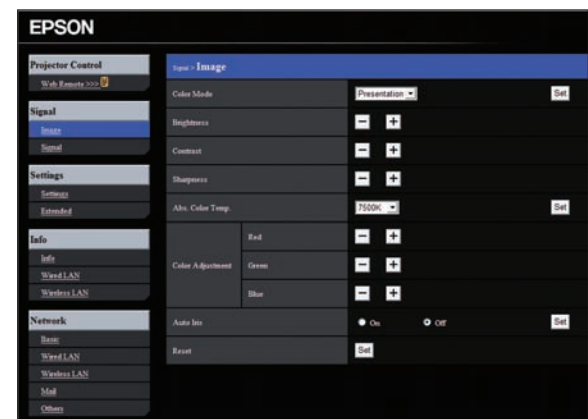 EPSON
Projector Control
Web Remote >>>
Signal
Image
Signal
Settings
Settings
Extended
Info
Info
Wired LAN
Wireless LAN
Network
Basic
Wired LAN
Wireless LAN
Mail
Others
Signal > Image
Color Mode Presentation Set
Brightness - +
Contrast - +
Sharpness - +
Abs. Color Temp. 7500K Set
Color Adjustment
Red - +
Green - +
Blue - +
Auto Iris On Off Set
Reset Set